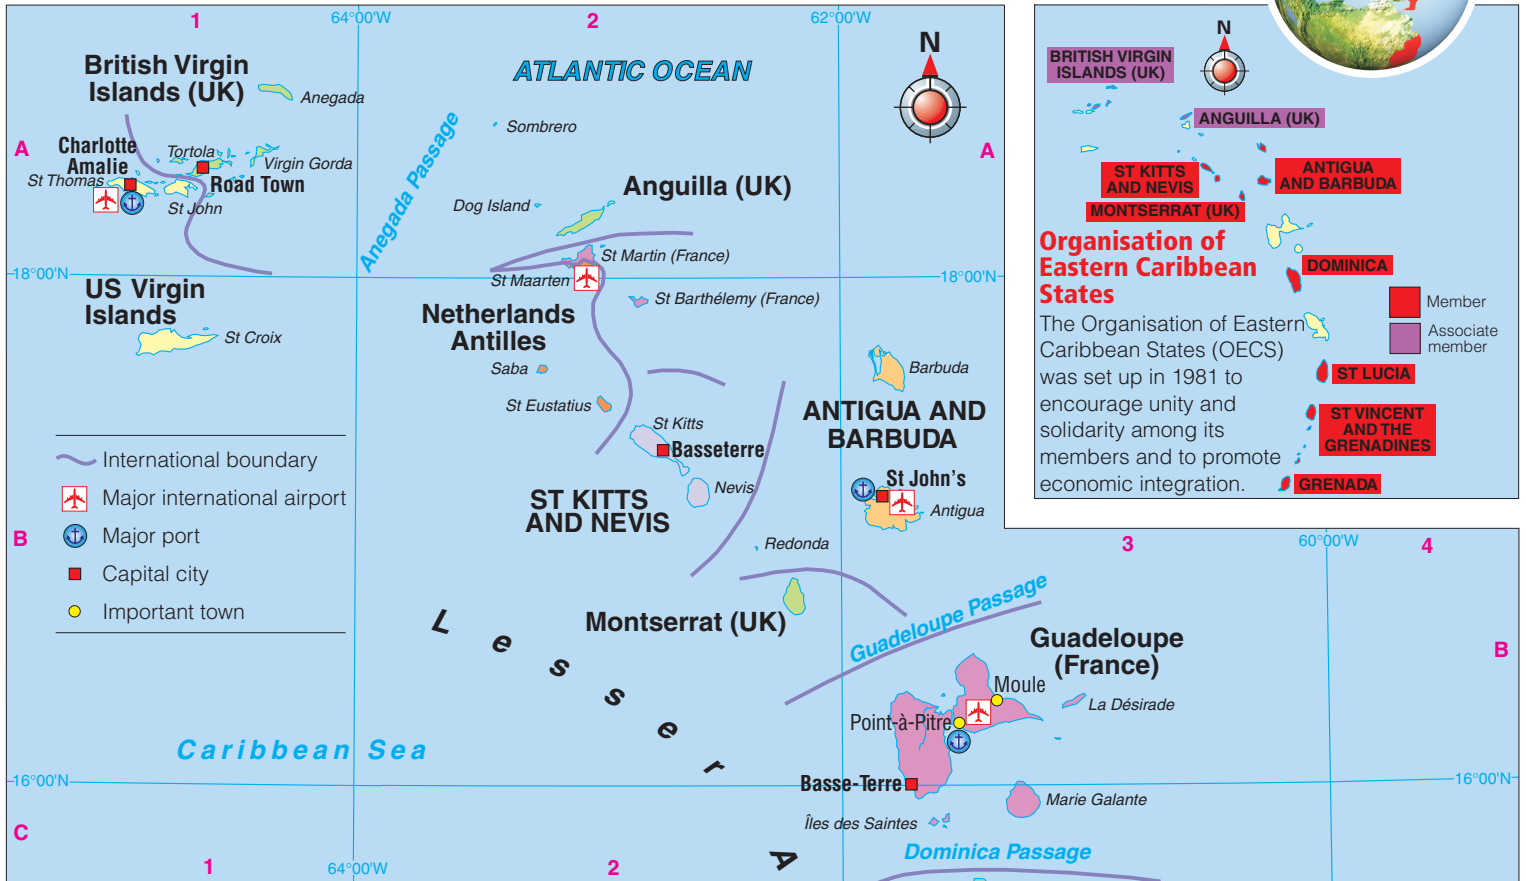 1
64°00'W
2
62°00'W
British Virgin
Islands (UK)
Anegada
ATLANTIC OCEAN
N
A
Charlotte
Amalie
Tortola
Virgin Gorda
St Thomas
Road Town
St John
Anegada Passage
Sombrero
A
Anguilla (UK)
Dog Island
St Martin (France)
18°00'N
St Maarten
18°00'N
US Virgin
Islands
St Croix
Netherlands
Antilles
St Barthélemy (France)
Saba
St Eustatius
Barbuda
ANTIGUA AND
BARBUDA
St Kitts
Basseterre
Nevis
ST KITTS
AND NEVIS
St John's
Antigua
International boundary
Major international airport
Major port
Capital city
Important town
B
Redonda
Montserrat (UK)
3
60°00'W
4
Guadeloupe Passage
Guadeloupe
(France)
B
Moule
La Désirade
Point-à-Pitre
Lesser
Caribbean Sea
16°00'N
Basse-Terre
16°00'N
Marie Galante
Îles des Saintes
C
A
Dominica Passage
1
64°00'W
2
N
BRITISH VIRGIN
ISLANDS (UK)
ANGUILLA (UK)
ST KITTS
AND NEVIS
ANTIGUA
AND BARBUDA
MONTSERRAT (UK)
Organisation of
Eastern Caribbean
States
DOMINICA
Member
Associate
member
The Organisation of Eastern
Caribbean States (OECS)
was set up in 1981 to
encourage unity and
solidarity among its
members and to promote
economic integration.
ST LUCIA
ST VINCENT
AND THE
GRENADINES
GRENADA